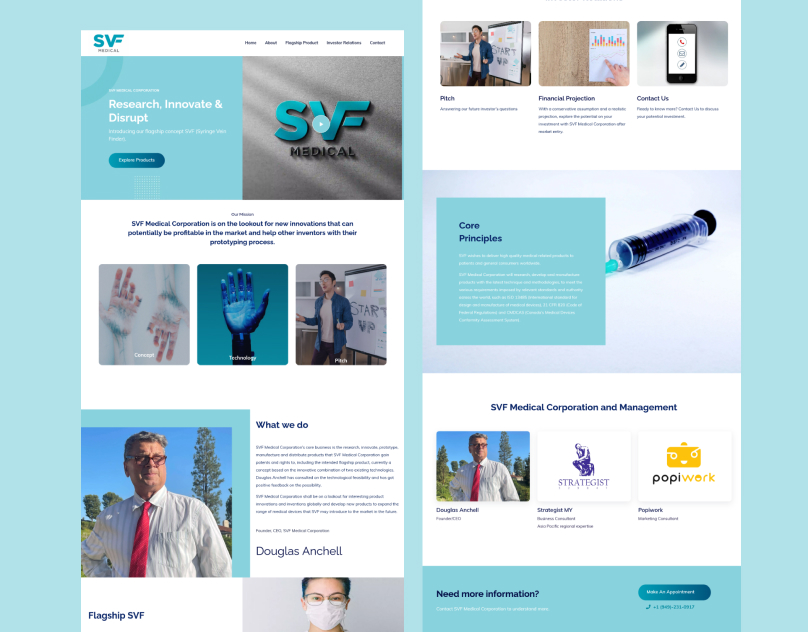 SVF
MEDICAL
Home About Flagship Product Investor Relations Contact
SVF MEDICAL CORPORATION
Research, Innovate &
Disrupt
Introducing our flagship concept SVF (Syringe Vein
Finder)
Explore Products
SVF
MEDICAL
Our Mission
SVF Medical Corporation is on the lookout for new innovations that can
potentially be profitable in the market and help other inventors with their
prototyping process.
Concept
Technology
START
UP
Pitch
What we do
SVF Medical Corporation's core business is the research, innovate, prototype,
manufacture and distribute products that SVF Medical Corporation gain
patents and rights to, including the intended flagship product, currently a
concept based on the innovative combination of two existing technologies.
Douglas Anchell has consulted on the technological feasibility and has got
positive feedback on the possibility.
SVF Medical Corporation shall be on a lookout for interesting product
innovations and inventions globally and develop new products to expand the
range of medical devices that SVF may introduce to the market in the future.
Founder, CEO, SVF Medical Corporation
Douglas Anchell
Flagship SVF
START
UP
Pitch
Answering our future investor's questions
Financial Projection
With a conservative assumption and a realistic
projection, explore the potential on your
investment with SVF Medical Corporation after
market entry.
Contact Us
Ready to know more? Contact Us to discuss
your potential investment.
Core
Principles
SVF Medical Corporation and Management
Douglas Anchell
Founder/CEO
STRATEGIST
Strategist MY
Business Consultant
Asia Pacific regional expertise
popiwork
Popiwork
Marketing Consultant
Need more information?
Contact SVF Medical Corporation to understand more.
Make An Appointment